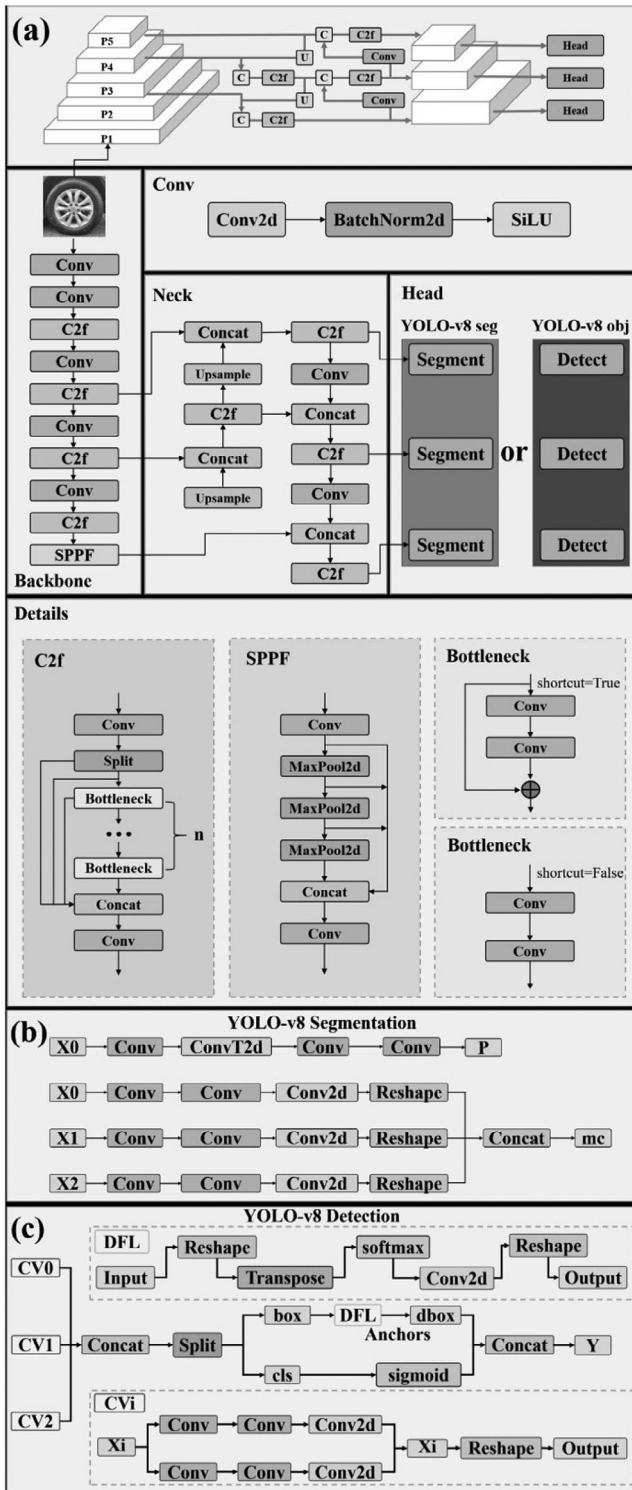 (a)
P5
P4
P3
P2
P1
C
C2f
Head
U
Conv
C
C2f
C
C2f
Head
U
Conv
C
C2f
Head
Conv
Conv2d
BatchNorm2d
SiLU
Conv
Conv
C2f
Conv
C2f
Conv
C2f
Conv
C2f
SPPF
Backbone
Neck
Concat
Upsample
C2f
Concat
Upsample
C2f
Conv
Concat
C2f
Conv
Concat
C2f
Head
YOLO-v8 seg
YOLO-v8 obj
Segment
Detect
Segment
or
Detect
Segment
Detect
Details
C2f
Conv
Split
Bottleneck
•••
n
Bottleneck
Concat
Conv
SPPF
Conv
MaxPool2d
MaxPool2d
MaxPool2d
Concat
Conv
Bottleneck
shortcut=True
Conv
Conv
Bottleneck
shortcut=False
Conv
Conv
(b)
YOLO-v8 Segmentation
X0 Conv ConvT2d Conv Conv P
X0 Conv Conv Conv2d Reshape
X1 Conv Conv Conv2d Reshape Concat mc
X2 Conv Conv Conv2d Reshape
(c)
YOLO-v8 Detection
DFL
Reshape softmax Reshape
Input Transpose Conv2d Output
CV0
CV1
CV2
Concat Split
box DFL dbox
Anchors
cls sigmoid
Concat Y
CVi
Conv Conv Conv2d
Xi
Conv Conv Conv2d
Xi Reshape Output